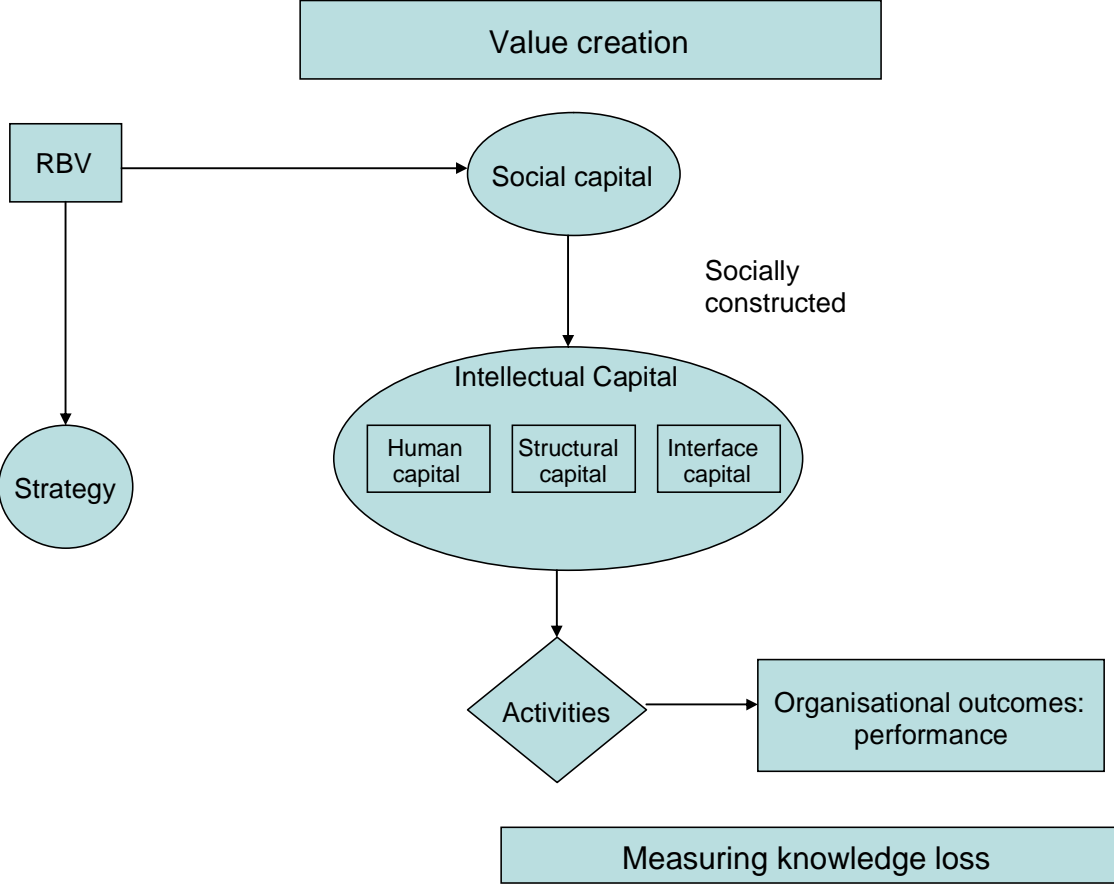 Value creation
RBV
Social capital
Socially
constructed
Intellectual Capital
Human
capital
Structural
capital
Interface
capital
Strategy
Activities
Organisational outcomes:
performance
Measuring knowledge loss